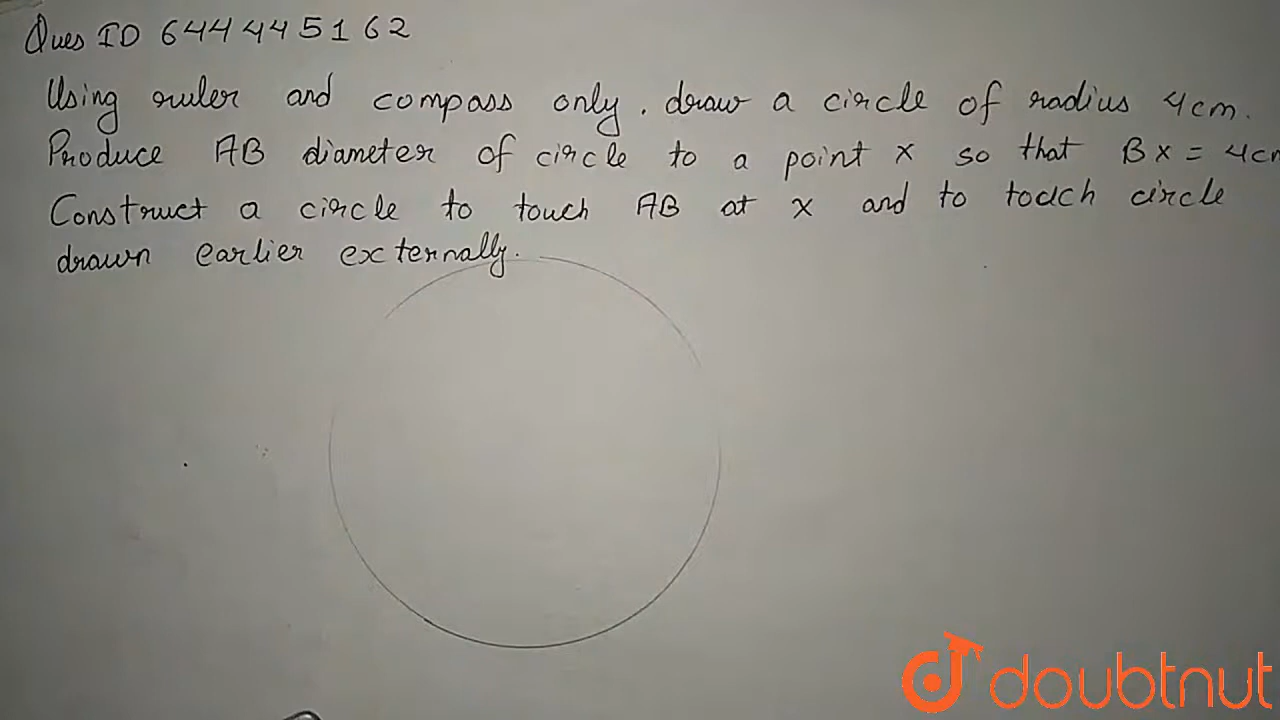 Ques ID 644445162
Using ruler and compass only. draw a circle of radius 4cm.
Produce AB diameter of circle to a point x so that Bx = 4cm
Construct a circle to touch AB at x and to touch circle
drawn earlier externally.
doubtnut